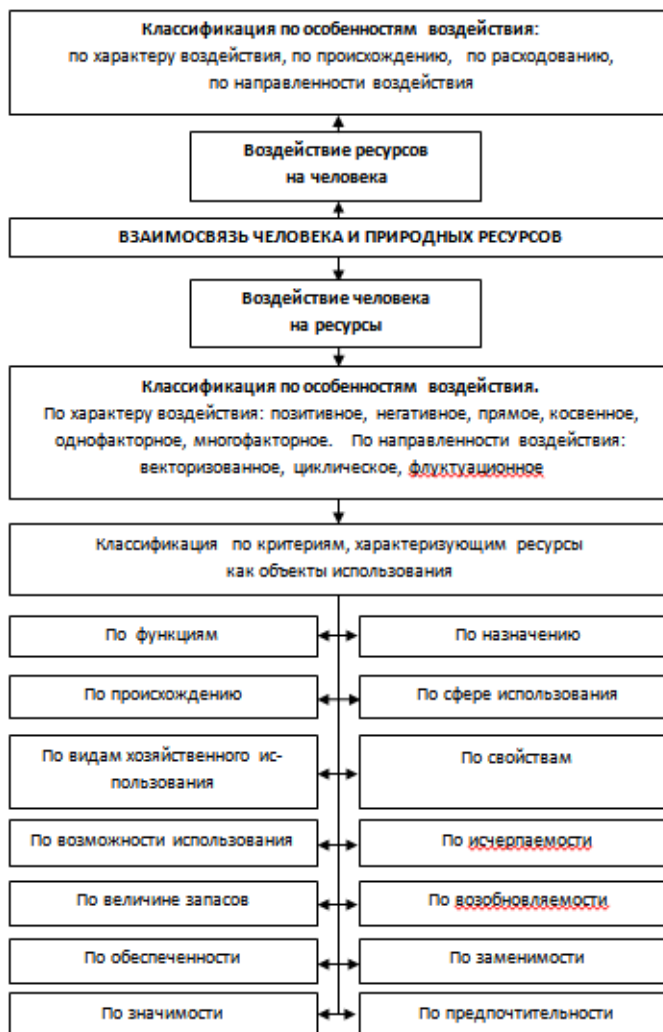 Классификация по особенностям воздействия:
по характеру воздействия, по происхождению, по расходованию,
по направленности воздействия
Воздействие ресурсов
на человека
ВЗАИМОСВЯЗЬ ЧЕЛОВЕКА И ПРИРОДНЫХ РЕСУРСОВ
Воздействие человека
на ресурсы
Классификация по особенностям воздействия.
По характеру воздействия: позитивное, негативное, прямое, косвенное,
однофакторное, многофакторное. По направленности воздействия:
векторизованное, циклическое, флуктуационное
Классификация по критериям, характеризующим ресурсы
как объекты использования
По функциям
По назначению
По происхождению
По сфере использования
По видам хозяйственного ис-
пользования
По свойствам
По возможности использования
По исчерпаемости
По величине запасов
По возобновляемости
По обеспеченности
По заменимости
По значимости
По предпочтительности